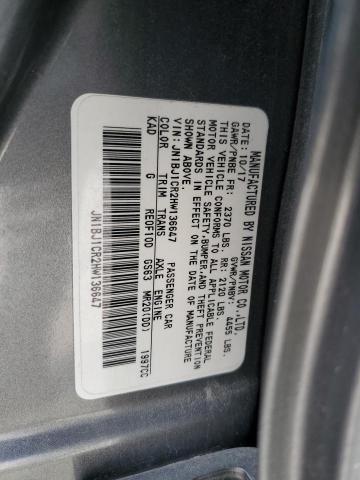 MANUFACTURED BY NISSAN MOTOR CO.,LTD.
DATE: 10/17 GVWR/PNBV: 4455 LBS.
GAWR/PNBE FR: 2370 LBS. RR: 2120 LBS.
THIS VEHICLE CONFORMS TO ALL APPLICABLE FEDERAL
MOTOR VEHICLE SAFETY,BUMPER,AND THEFT PREVENTION
STANDARDS IN EFFECT ON THE DATE OF MANUFACTURE
SHOWN ABOVE.
VIN: JN1BJ1CR2HW136647 PASSENGER CAR
COLOR TRIM TRANS AXLE ENGINE
KAD G RE0F10D GS63 MR20(DD) 1997CC
JN1BJ1CR2HW136647